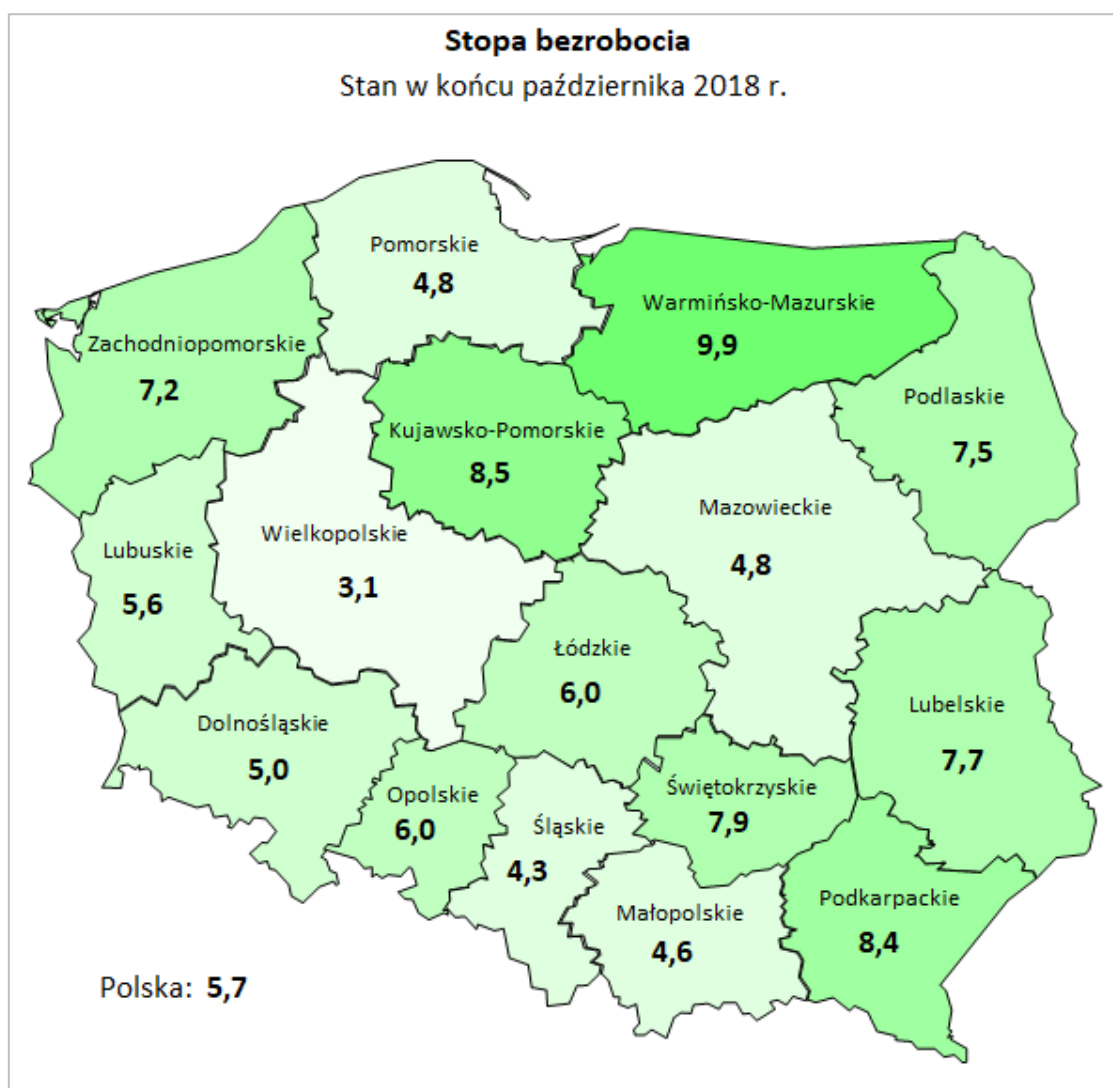 Stopa bezrobocia
Stan w końcu października 2018 r.
Pomorskie
4,8
Warmińsko-Mazurskie
9,9
Zachodniopomorskie
7,2
Podlaskie
7,5
Kujawsko-Pomorskie
8,5
Mazowieckie
4,8
Wielkopolskie
3,1
Lubuskie
5,6
Łódzkie
6,0
Lubelskie
7,7
Dolnośląskie
5,0
Opolskie
6,0
Śląskie
4,3
Świętokrzyskie
7,9
Małopolskie
4,6
Podkarpackie
8,4
Polska: 5,7